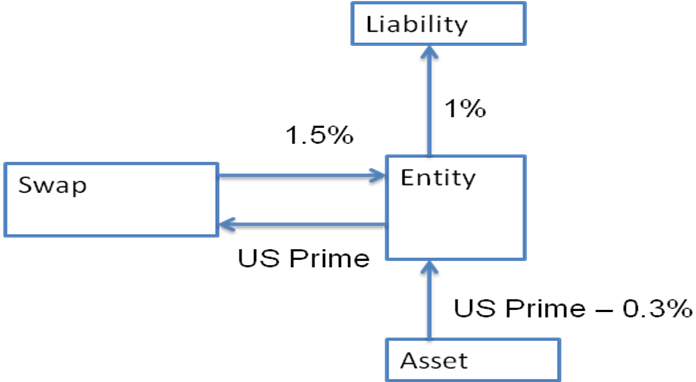 Liability
1%
1.5%
Swap
Entity
US Prime
US Prime – 0.3%
Asset